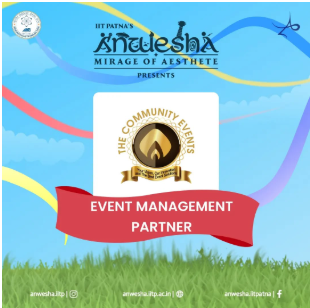 IIT PATNA'S
ANWESHA
MIRAGE OF AESTHETE
PRESENTS
THE COMMUNITY EVENTS
EVENT MANAGEMENT
PARTNER
anwesha.iitp |
anwesha.iitp.ac.in |
anwesha.iitpatna |